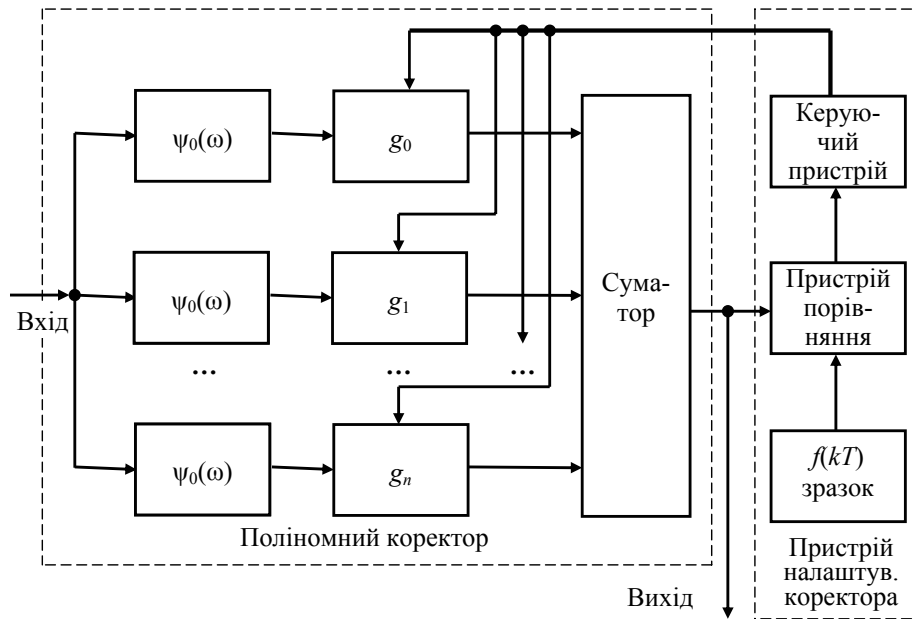 ψ₀(ω)
g₀
Керую-
чий
пристрій
Вхід
ψ₀(ω)
g₁
Сума-
тор
Пристрій
порів-
няння
...
...
...
ψ₀(ω)
gₙ
f(kT)
зразок
Поліномний коректор
Пристрій
налаштув.
коректора
Вихід